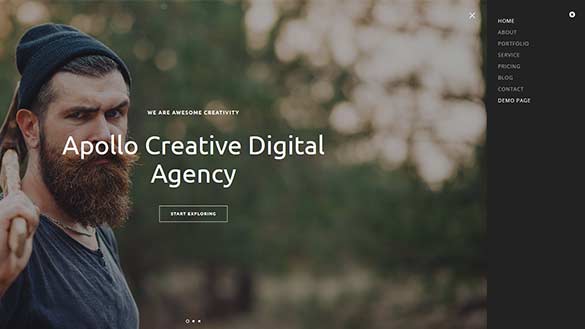 WE ARE AWESOME CREATIVITY
Apollo Creative Digital
Agency
START EXPLORING
HOME
ABOUT
PORTFOLIO
SERVICE
PRICING
BLOG
CONTACT
DEMO PAGE